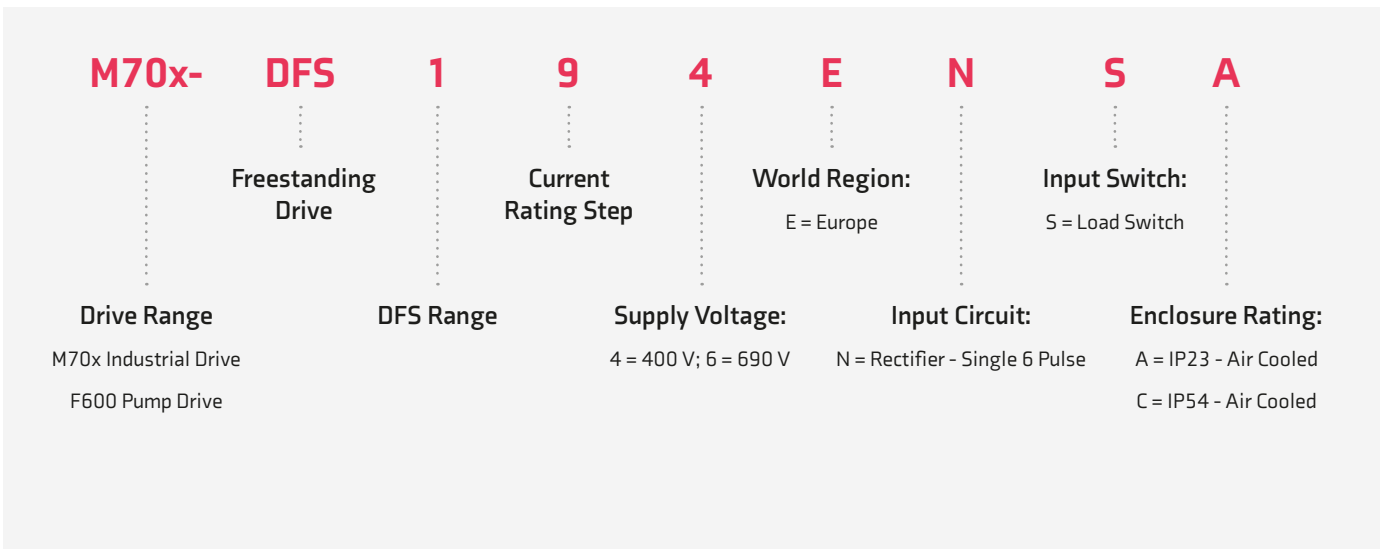 M70x- DFS 1 9 4 E N S A
Freestanding
Drive
Current
Rating Step
World Region:
E = Europe
Input Switch:
S = Load Switch
Drive Range
M70x Industrial Drive
F600 Pump Drive
DFS Range
Supply Voltage:
4 = 400 V; 6 = 690 V
Input Circuit:
N = Rectifier - Single 6 Pulse
Enclosure Rating:
A = IP23 - Air Cooled
C = IP54 - Air Cooled